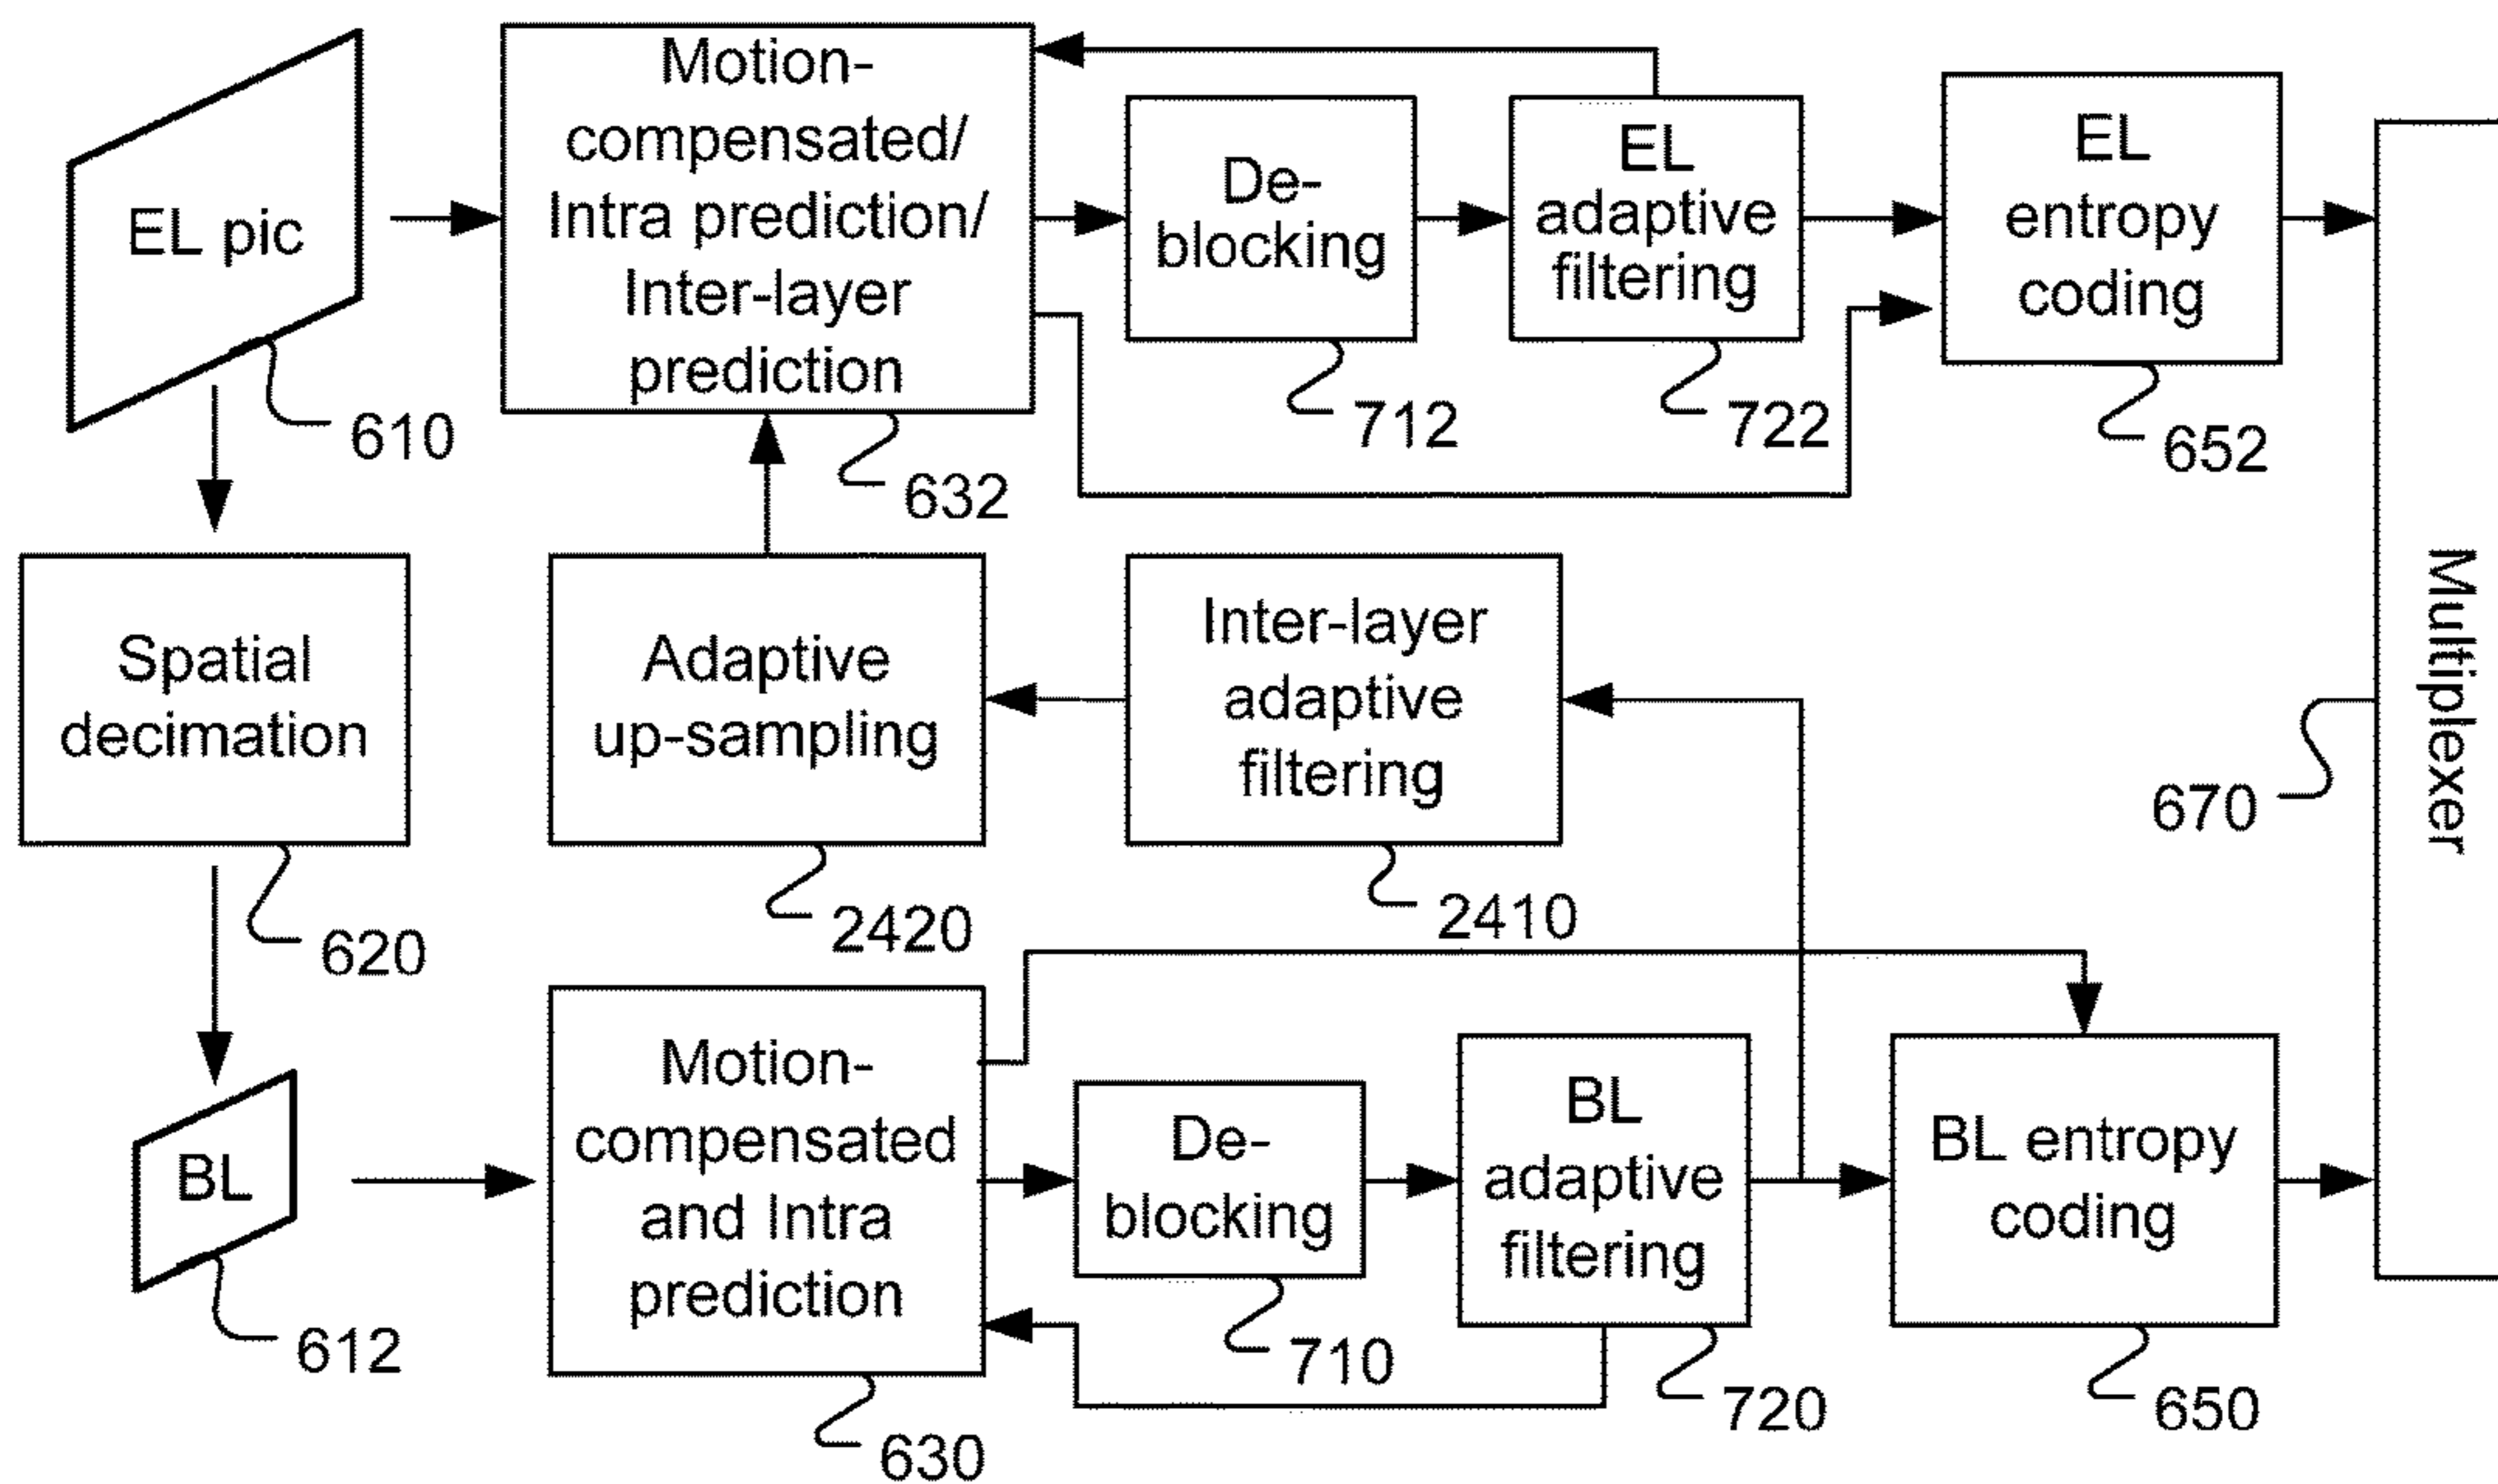 EL pic
610
Motion-
compensated/
Intra prediction/
Inter-layer
prediction
632
De-
blocking
712
EL
adaptive
filtering
722
EL
entropy
coding
652
Spatial
decimation
620
Adaptive
up-sampling
2420
Inter-layer
adaptive
filtering
2410
670
Multiplexer
BL
612
Motion-
compensated
and Intra
prediction
630
De-
blocking
710
BL
adaptive
filtering
720
BL entropy
coding
650